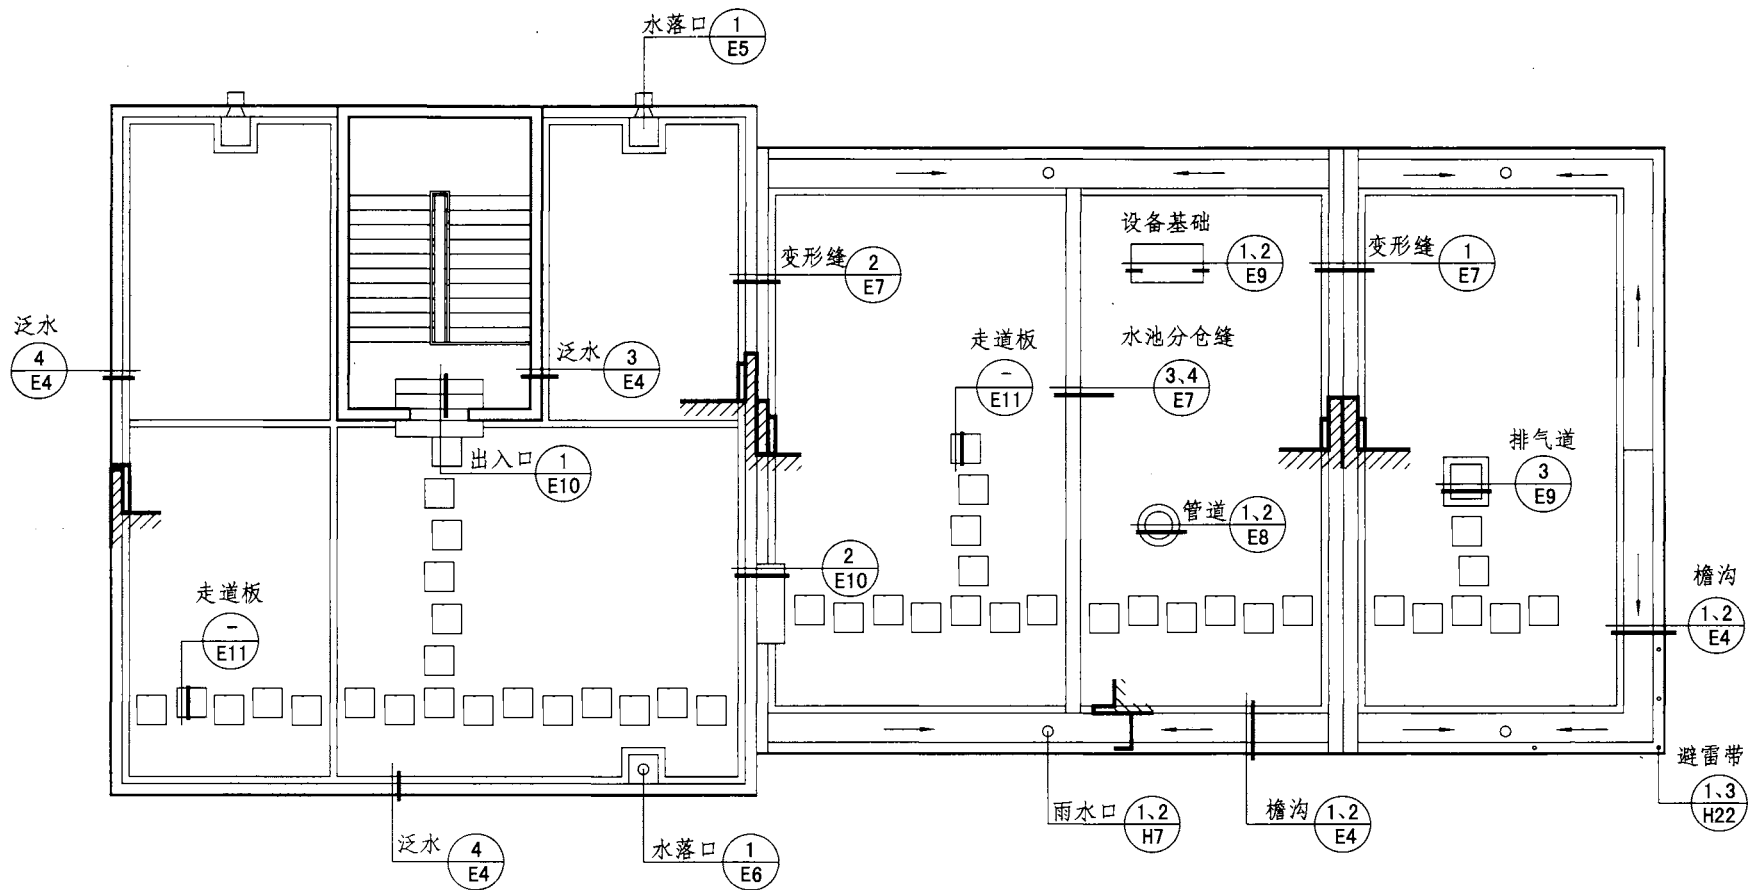 水落口 1
E5
设备基础 1、2
E9
变形缝 2
E7
变形缝 1
E7
泛水
4
E4
泛水 3
E4
走道板
-
E11
水池分仓缝
3、4
E7
排气道
3
E9
出入口 1
E10
管道 1、2
E8
2
E10
走道板
-
E11
檐沟
1、2
E4
避雷带
1、3
H22
雨水口 1、2
H7
檐沟 1、2
E4
泛水 4
E4
水落口 1
E6